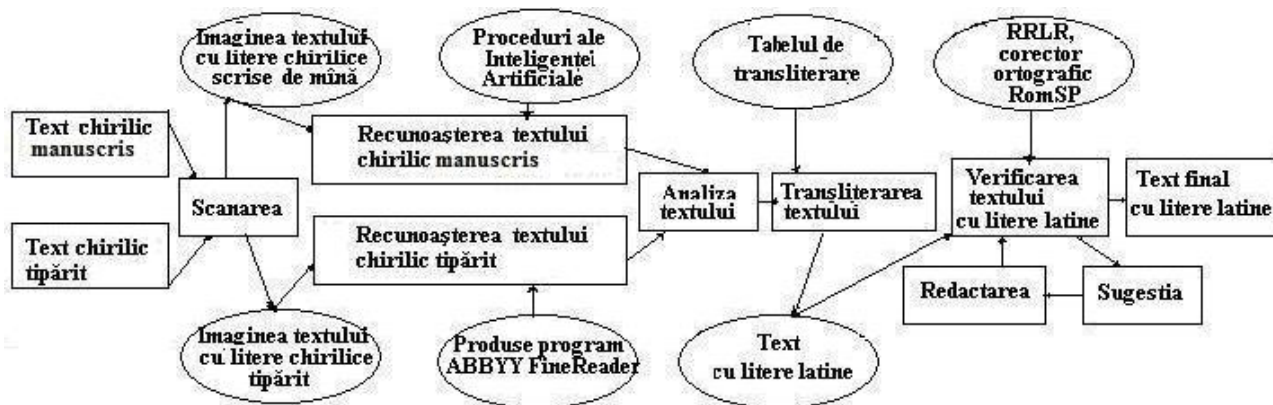 Imaginea textului
cu litere chirilice
scrise de mînă
Proceduri ale
Inteligenței
Artificiale
Tabelul de
transliterare
RRLR,
corector
ortografic
RomSP
Text chirilic
manuscris
Recunoașterea textului
chirilic manuscris
Scanarea
Analiza
textului
Transliterarea
textului
Verificarea
textului
cu litere latine
Text final
cu litere latine
Text chirilic
tipărit
Recunoașterea textului
chirilic tipărit
Redactarea
Sugestia
Imaginea textului
cu litere chirilice
tipărit
Produse program
ABBYY FineReader
Text
cu litere latine